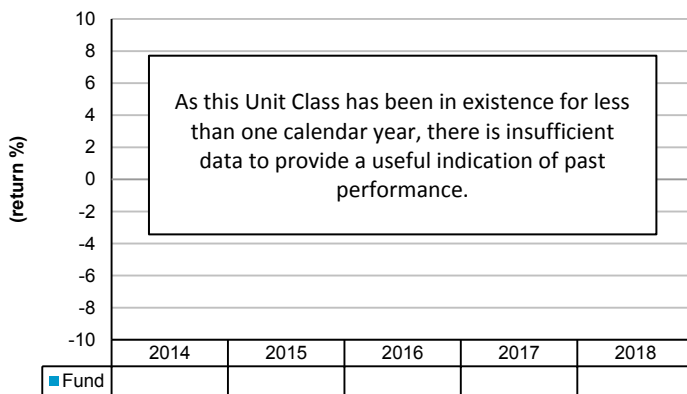 10
8
6
4
2
0
-2
-4
-6
-8
-10
(return %)
As this Unit Class has been in existence for less
than one calendar year, there is insufficient
data to provide a useful indication of past
performance.
2014 2015 2016 2017 2018
Fund